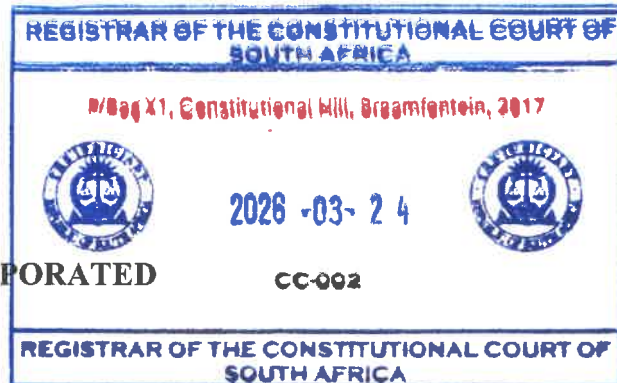 REGISTRAR OF THE CONSTITUTIONAL COURT OF
SOUTH AFRICA
P/Bag X1, Constitutional Hill, Braamfontein, 2017
2026 -03- 24
PORATED
CC-002
REGISTRAR OF THE CONSTITUTIONAL COURT OF
SOUTH AFRICA